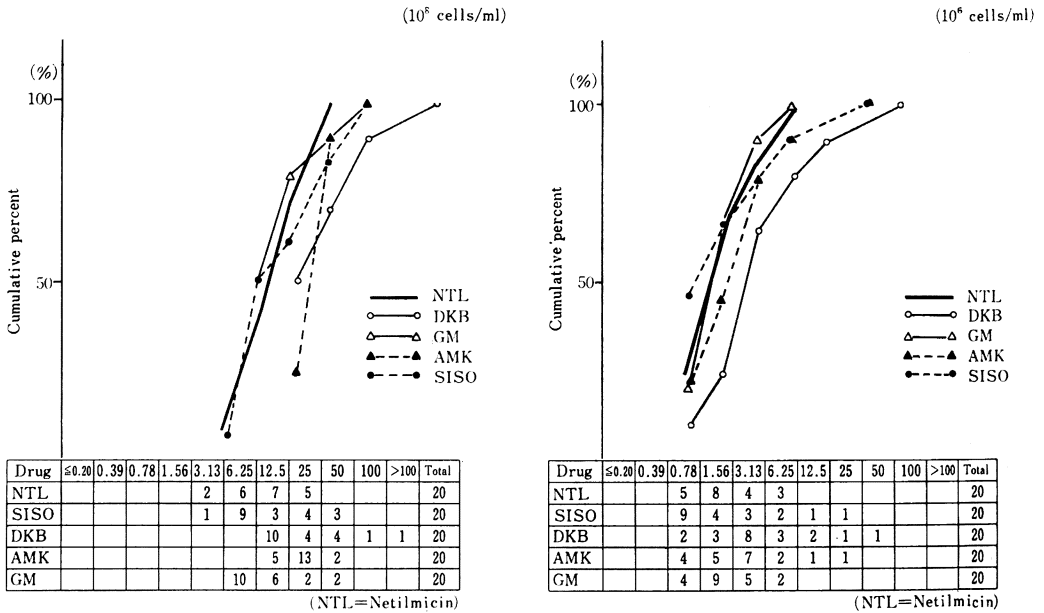 (10⁸ cells/ml)
(%)
100
50
Cumulative percent
NTL
DKB
GM
AMK
SISO
Drug ≦0.20 0.39 0.78 1.56 3.13 6.25 12.5 25 50 100 >100 Total
NTL 2 6 7 5 20
SISO 1 9 3 4 3 20
DKB 10 4 4 1 1 20
AMK 5 13 2 20
GM 10 6 2 2 20
(NTL=Netilmicin)
(10⁶ cells/ml)
(%)
100
50
Cumulative percent
NTL
DKB
GM
AMK
SISO
Drug ≦0.20 0.39 0.78 1.56 3.13 6.25 12.5 25 50 100 >100 Total
NTL 5 8 4 3 20
SISO 9 4 3 2 1 1 20
DKB 2 3 8 3 2 1 1 20
AMK 4 5 7 2 1 1 20
GM 4 9 5 2 20
(NTL=Netilmicin)